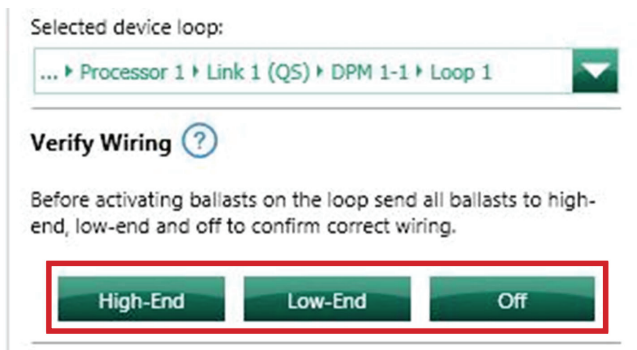 Selected device loop:
... ▸ Processor 1 ▸ Link 1 (QS) ▸ DPM 1-1 ▸ Loop 1
Verify Wiring ?
Before activating ballasts on the loop send all ballasts to high-
end, low-end and off to confirm correct wiring.
High-End Low-End Off